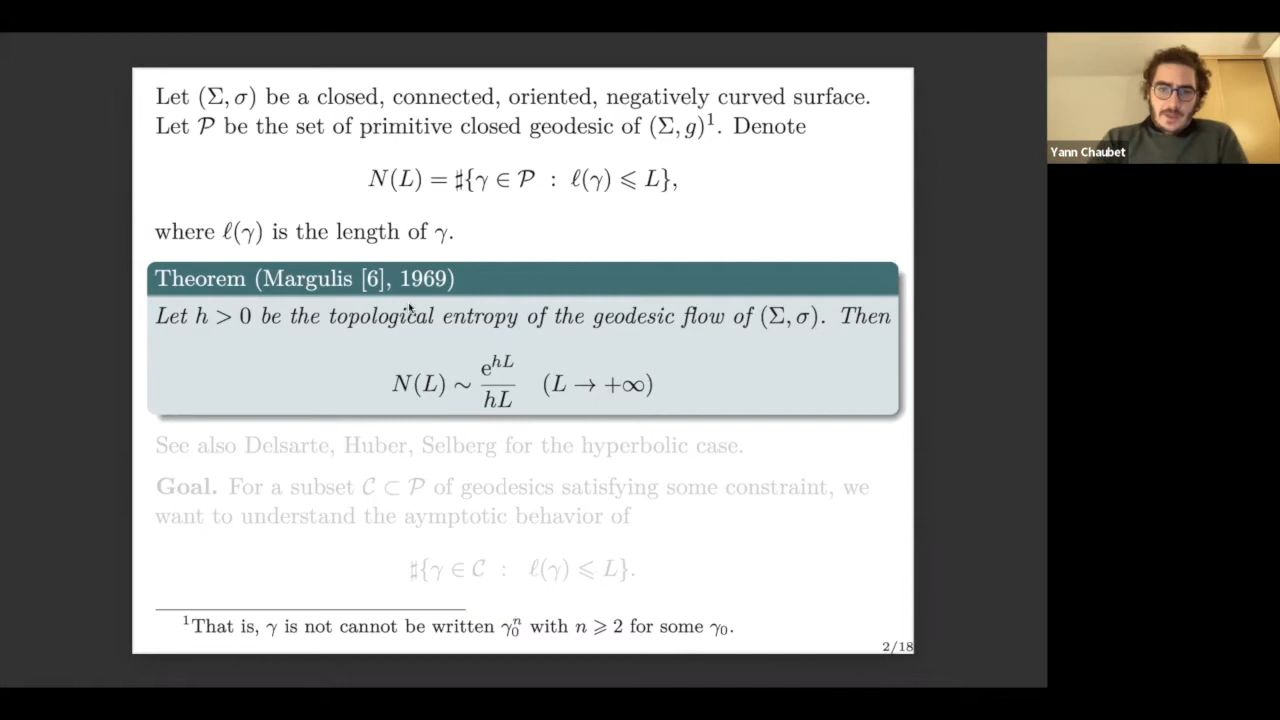 Let (Σ, σ) be a closed, connected, oriented, negatively curved surface.
Let 𝒫 be the set of primitive closed geodesic of (Σ, g)¹. Denote
N(L) = ♯{γ ∈ 𝒫 : ℓ(γ) ⩽ L},
where ℓ(γ) is the length of γ.
Theorem (Margulis [6], 1969)
Let h > 0 be the topological entropy of the geodesic flow of (Σ, σ). Then
N(L) ∼ e^{hL}/hL (L → +∞)
See also Delsarte, Huber, Selberg for the hyperbolic case.
Goal. For a subset 𝒞 ⊂ 𝒫 of geodesics satisfying some constraint, we
want to understand the aymptotic behavior of
♯{γ ∈ 𝒞 : ℓ(γ) ⩽ L}.
¹That is, γ is not cannot be written γ₀ⁿ with n ⩾ 2 for some γ₀.
2/18
Yann Chaubet